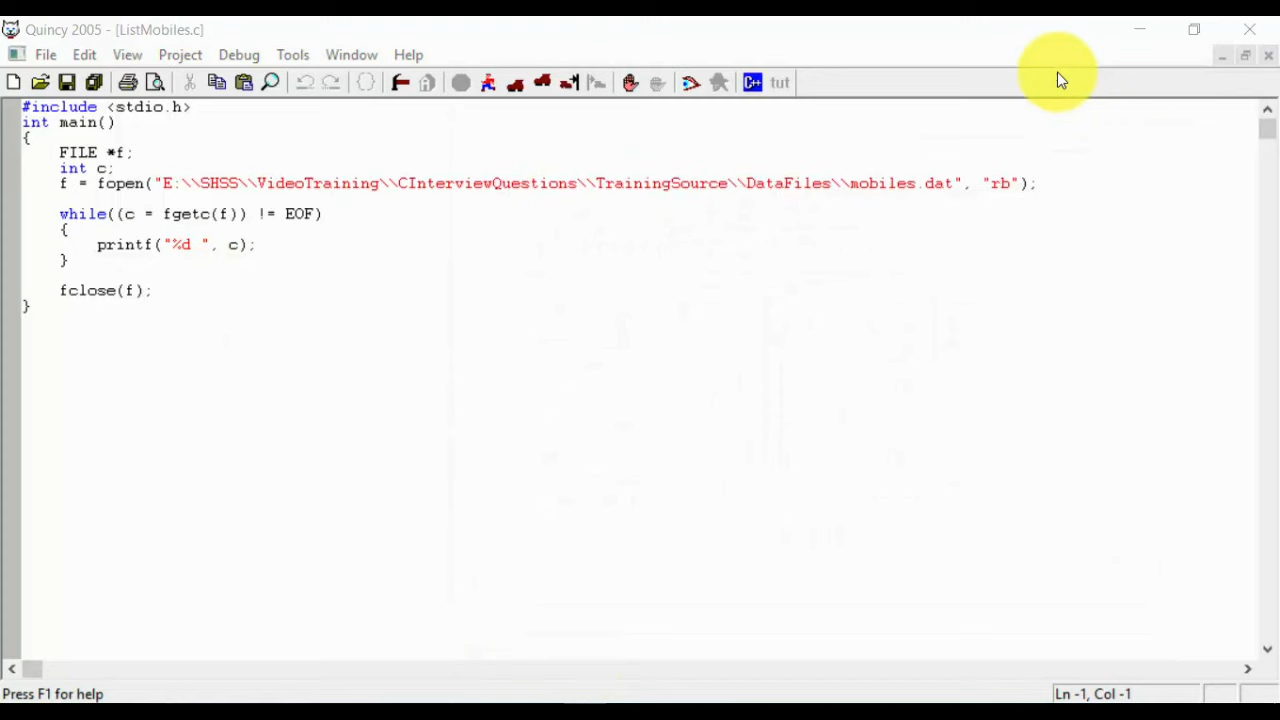 Quincy 2005 - [ListMobiles.c]
File Edit View Project Debug Tools Window Help
C++ tut
#include <stdio.h>
int main()
{
    FILE *f;
    int c;
    f = fopen("E:\\SHSS\\VideoTraining\\CInterviewQuestions\\TrainingSource\\DataFiles\\mobiles.dat", "rb");
    while((c = fgetc(f)) != EOF)
    {
        printf("%d ", c);
    }
    fclose(f);
}
Press F1 for help Ln -1, Col -1